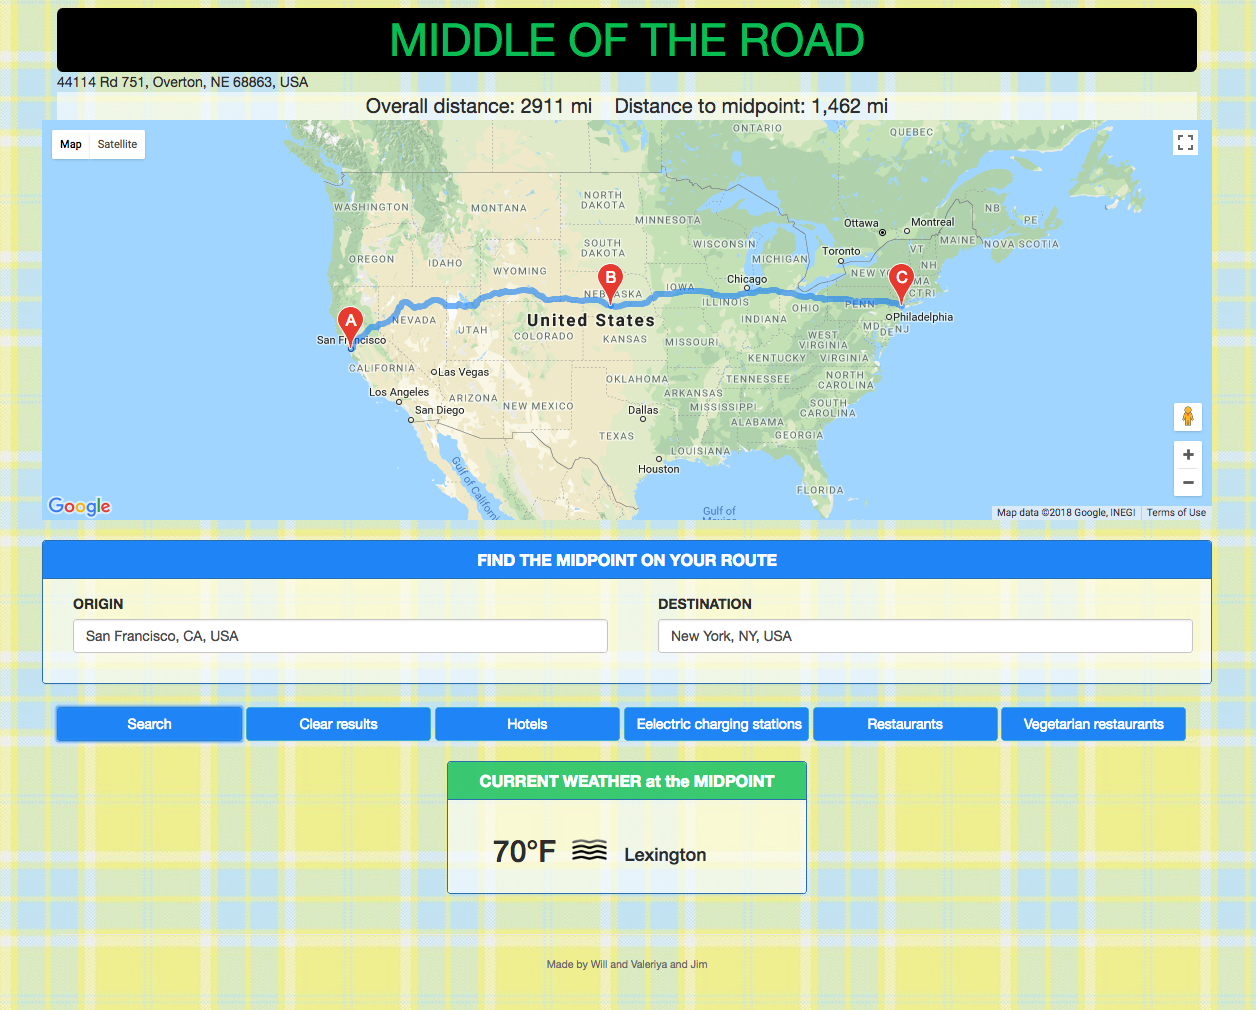 MIDDLE OF THE ROAD
44114 Rd 751, Overton, NE 68863, USA
Overall distance: 2911 mi Distance to midpoint: 1,462 mi
Map Satellite
ONTARIO
QUEBEC
WASHINGTON
MONTANA
NORTH
DAKOTA
MINNESOTA
Ottawa
Montreal
NB
PE
MAINE
NOVA SCOTIA
OREGON
IDAHO
WYOMING
SOUTH
DAKOTA
WISCONSIN
MICHIGAN
Toronto
VT
NH
A
B
C
NEBRASKA
IOWA
Chicago
ILLINOIS
OHIO
PENN
NEW YO
MA
CTRI
San Francisco
NEVADA
UTAH
United States
COLORADO
KANSAS
MISSOURI
INDIANA
Philadelphia
MD
DENJ
WEST
VIRGINIA
KENTUCKY
VIRGINIA
CALIFORNIA
Las Vegas
Los Angeles
San Diego
ARIZONA
NEW MEXICO
OKLAHOMA
ARKANSAS
TENNESSEE
NORTH
CAROLINA
MISSISSIPPI
SOUTH
CAROLINA
Dallas
TEXAS
ALABAMA
GEORGIA
LOUISIANA
Houston
FLORIDA
Gulf of Californ
Gulf of
Mexico
+
−
Google
Map data ©2018 Google, INEGI Terms of Use
FIND THE MIDPOINT ON YOUR ROUTE
ORIGIN DESTINATION
San Francisco, CA, USA New York, NY, USA
Search Clear results Hotels Eelectric charging stations Restaurants Vegetarian restaurants
CURRENT WEATHER at the MIDPOINT
70°F Lexington
Made by Will and Valeriya and Jim